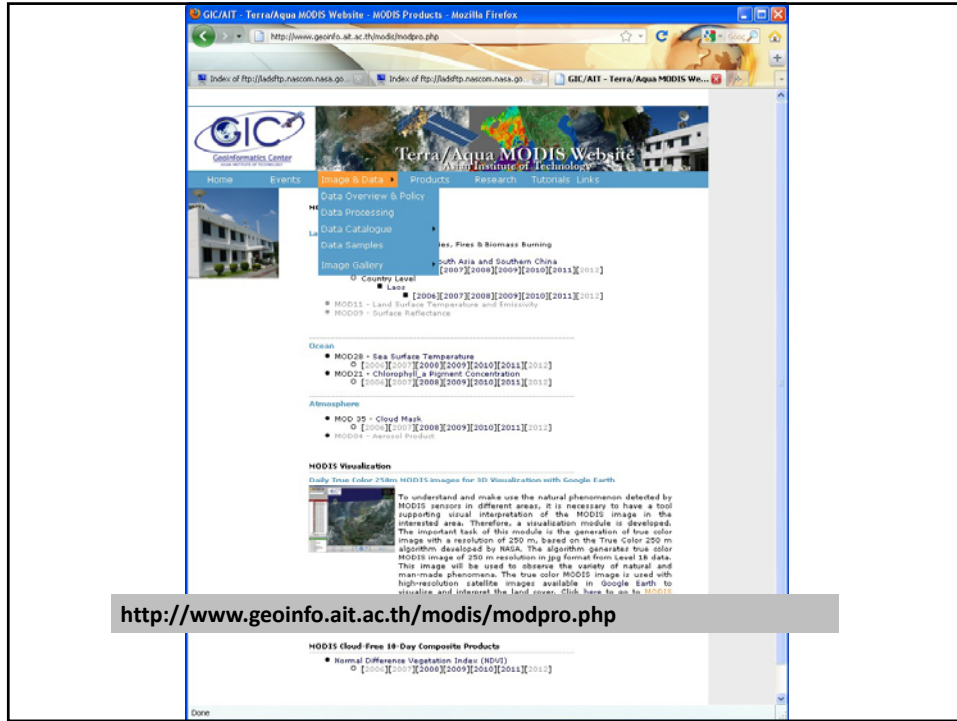 GIC/AIT - Terra/Aqua MODIS Website - MODIS Products - Mozilla Firefox
http://www.geoinfo.ait.ac.th/modis/modpro.php
Index of ftp://ladsftp.nascom.nasa.go...
Index of ftp://ladsftp.nascom.nasa.go...
GIC/AIT - Terra/Aqua MODIS We...
GIC
Geoinformatics Center
Terra/Aqua MODIS Website
Asian Institute of Technology
Home Events Image & Data Products Research Tutorials Links
Data Overview & Policy
Data Processing
Data Catalogue
Data Samples
Image Gallery
Fires & Biomass Burning
Asia and Southern China
[2007][2008][2009][2010][2011][2012]
Country Level
Laos
[2006][2007][2008][2009][2010][2011][2012]
MOD11 - Land Surface Temperature and Emissivity
MOD09 - Surface Reflectance
Ocean
MOD28 - Sea Surface Temperature
[2006][2007][2008][2009][2010][2011][2012]
MOD21 - Chlorophyll_a Pigment Concentration
[2006][2007][2008][2009][2010][2011][2012]
Atmosphere
MOD 35 - Cloud Mask
[2006][2007][2008][2009][2010][2011][2012]
MOD04 - Aerosol Product
MODIS Visualization
Daily True Color 250m MODIS images for 3D Visualization with Google Earth
To understand and make use the natural phenomenon detected by
MODIS sensors in different areas, it is necessary to have a tool
supporting visual interpretation of the MODIS image in the
interested area. Therefore, a visualization module is developed.
The important task of this module is the generation of true color
image with a resolution of 250 m, based on the True Color 250 m
algorithm developed by NASA. The algorithm generates true color
MODIS image of 250 m resolution in jpg format from Level 1B data.
This image will be used to observe the variety of natural and
man-made phenomena. The true color MODIS image is used with
high-resolution satellite images available in Google Earth to
visualize and interpret the land cover. Click here to go to MODIS
http://www.geoinfo.ait.ac.th/modis/modpro.php
MODIS Cloud-Free 10-Day Composite Products
Normal Difference Vegetation Index (NDVI)
[2006][2007][2008][2009][2010][2011][2012]
Done